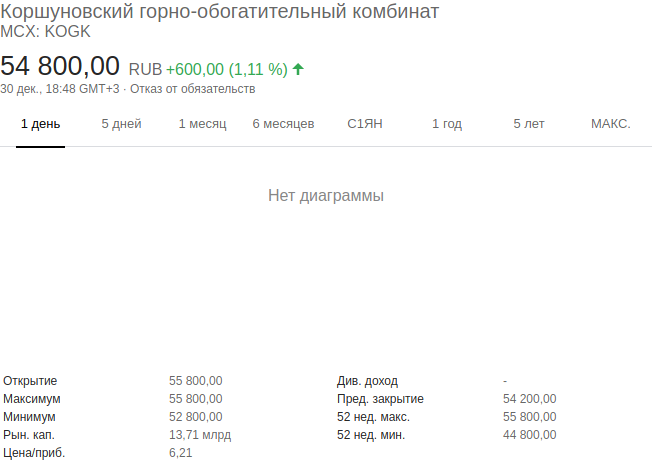 Коршуновский горно-обогатительный комбинат
MCX: KOGK
54 800,00 RUB +600,00 (1,11 %)
30 дек., 18:48 GMT+3 · Отказ от обязательств
1 день 5 дней 1 месяц 6 месяцев С1ЯН 1 год 5 лет МАКС.
Нет диаграммы
Открытие 55 800,00 Див. доход -
Максимум 55 800,00 Пред. закрытие 54 200,00
Минимум 52 800,00 52 нед. макс. 55 800,00
Рын. кап. 13,71 млрд 52 нед. мин. 44 800,00
Цена/приб. 6,21